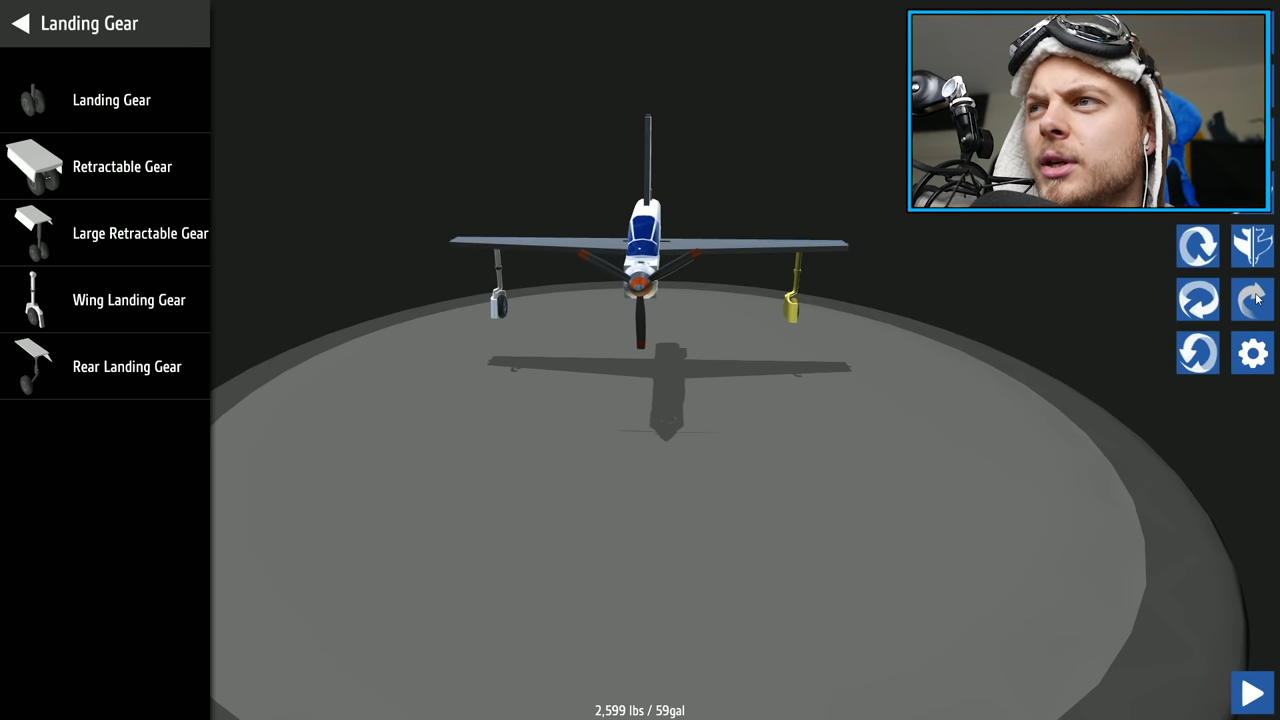 Landing Gear
Landing Gear
Retractable Gear
Large Retractable Gear
Wing Landing Gear
Rear Landing Gear
2,599 lbs / 59gal